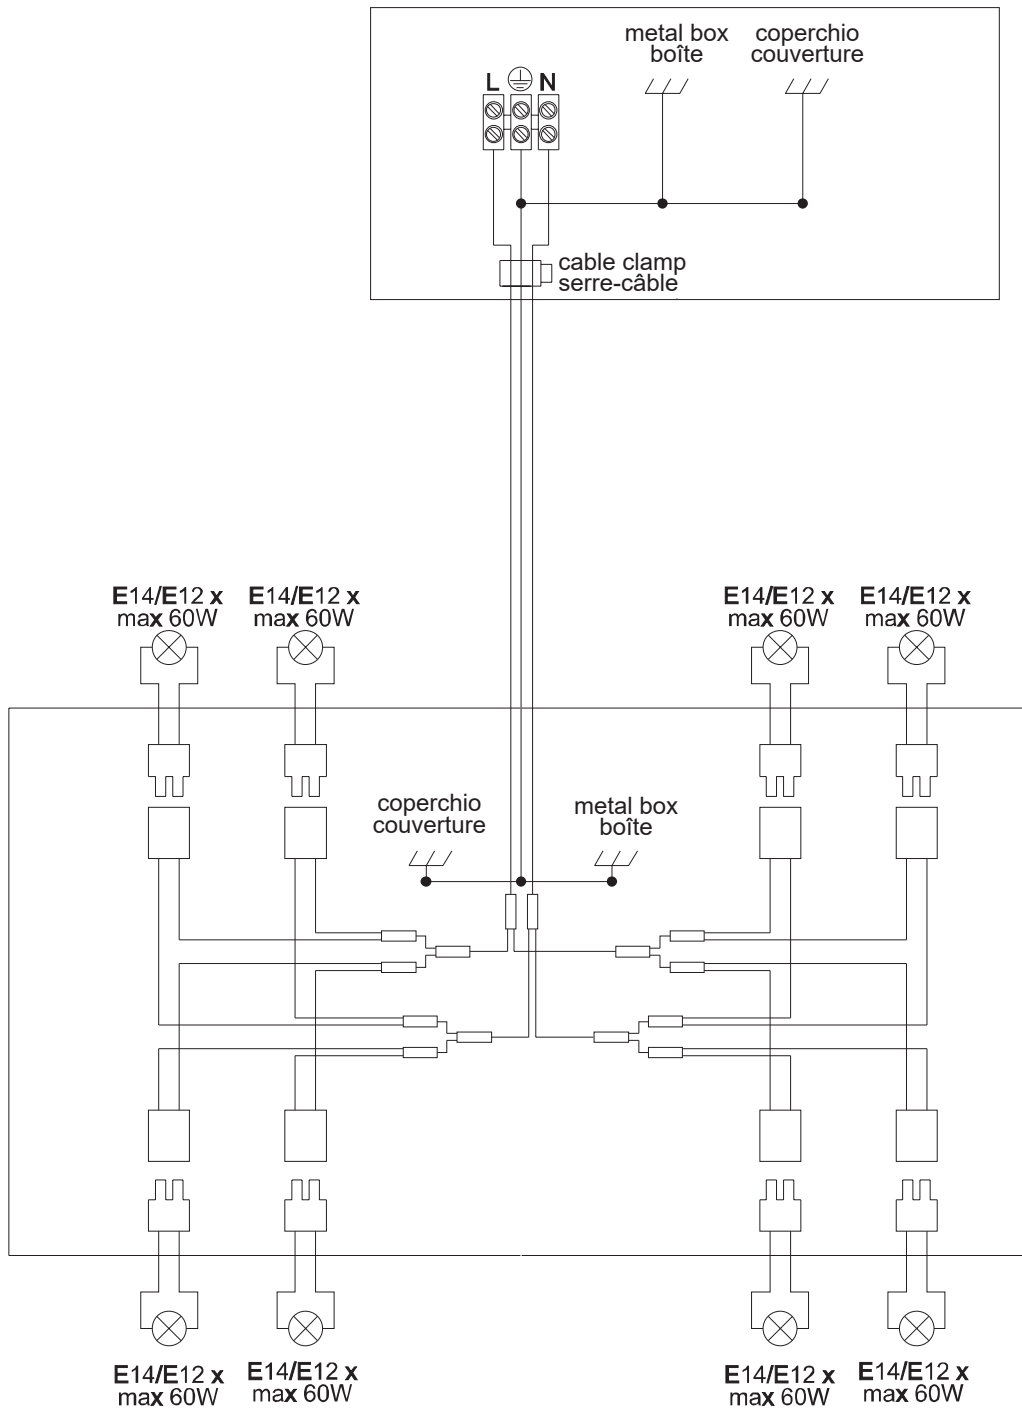 metal box
boîte
coperchio
couverture
L N
cable clamp
serre-câble
E14/E12 x
max 60W
E14/E12 x
max 60W
E14/E12 x
max 60W
E14/E12 x
max 60W
coperchio
couverture
metal box
boîte
E14/E12 x
max 60W
E14/E12 x
max 60W
E14/E12 x
max 60W
E14/E12 x
max 60W